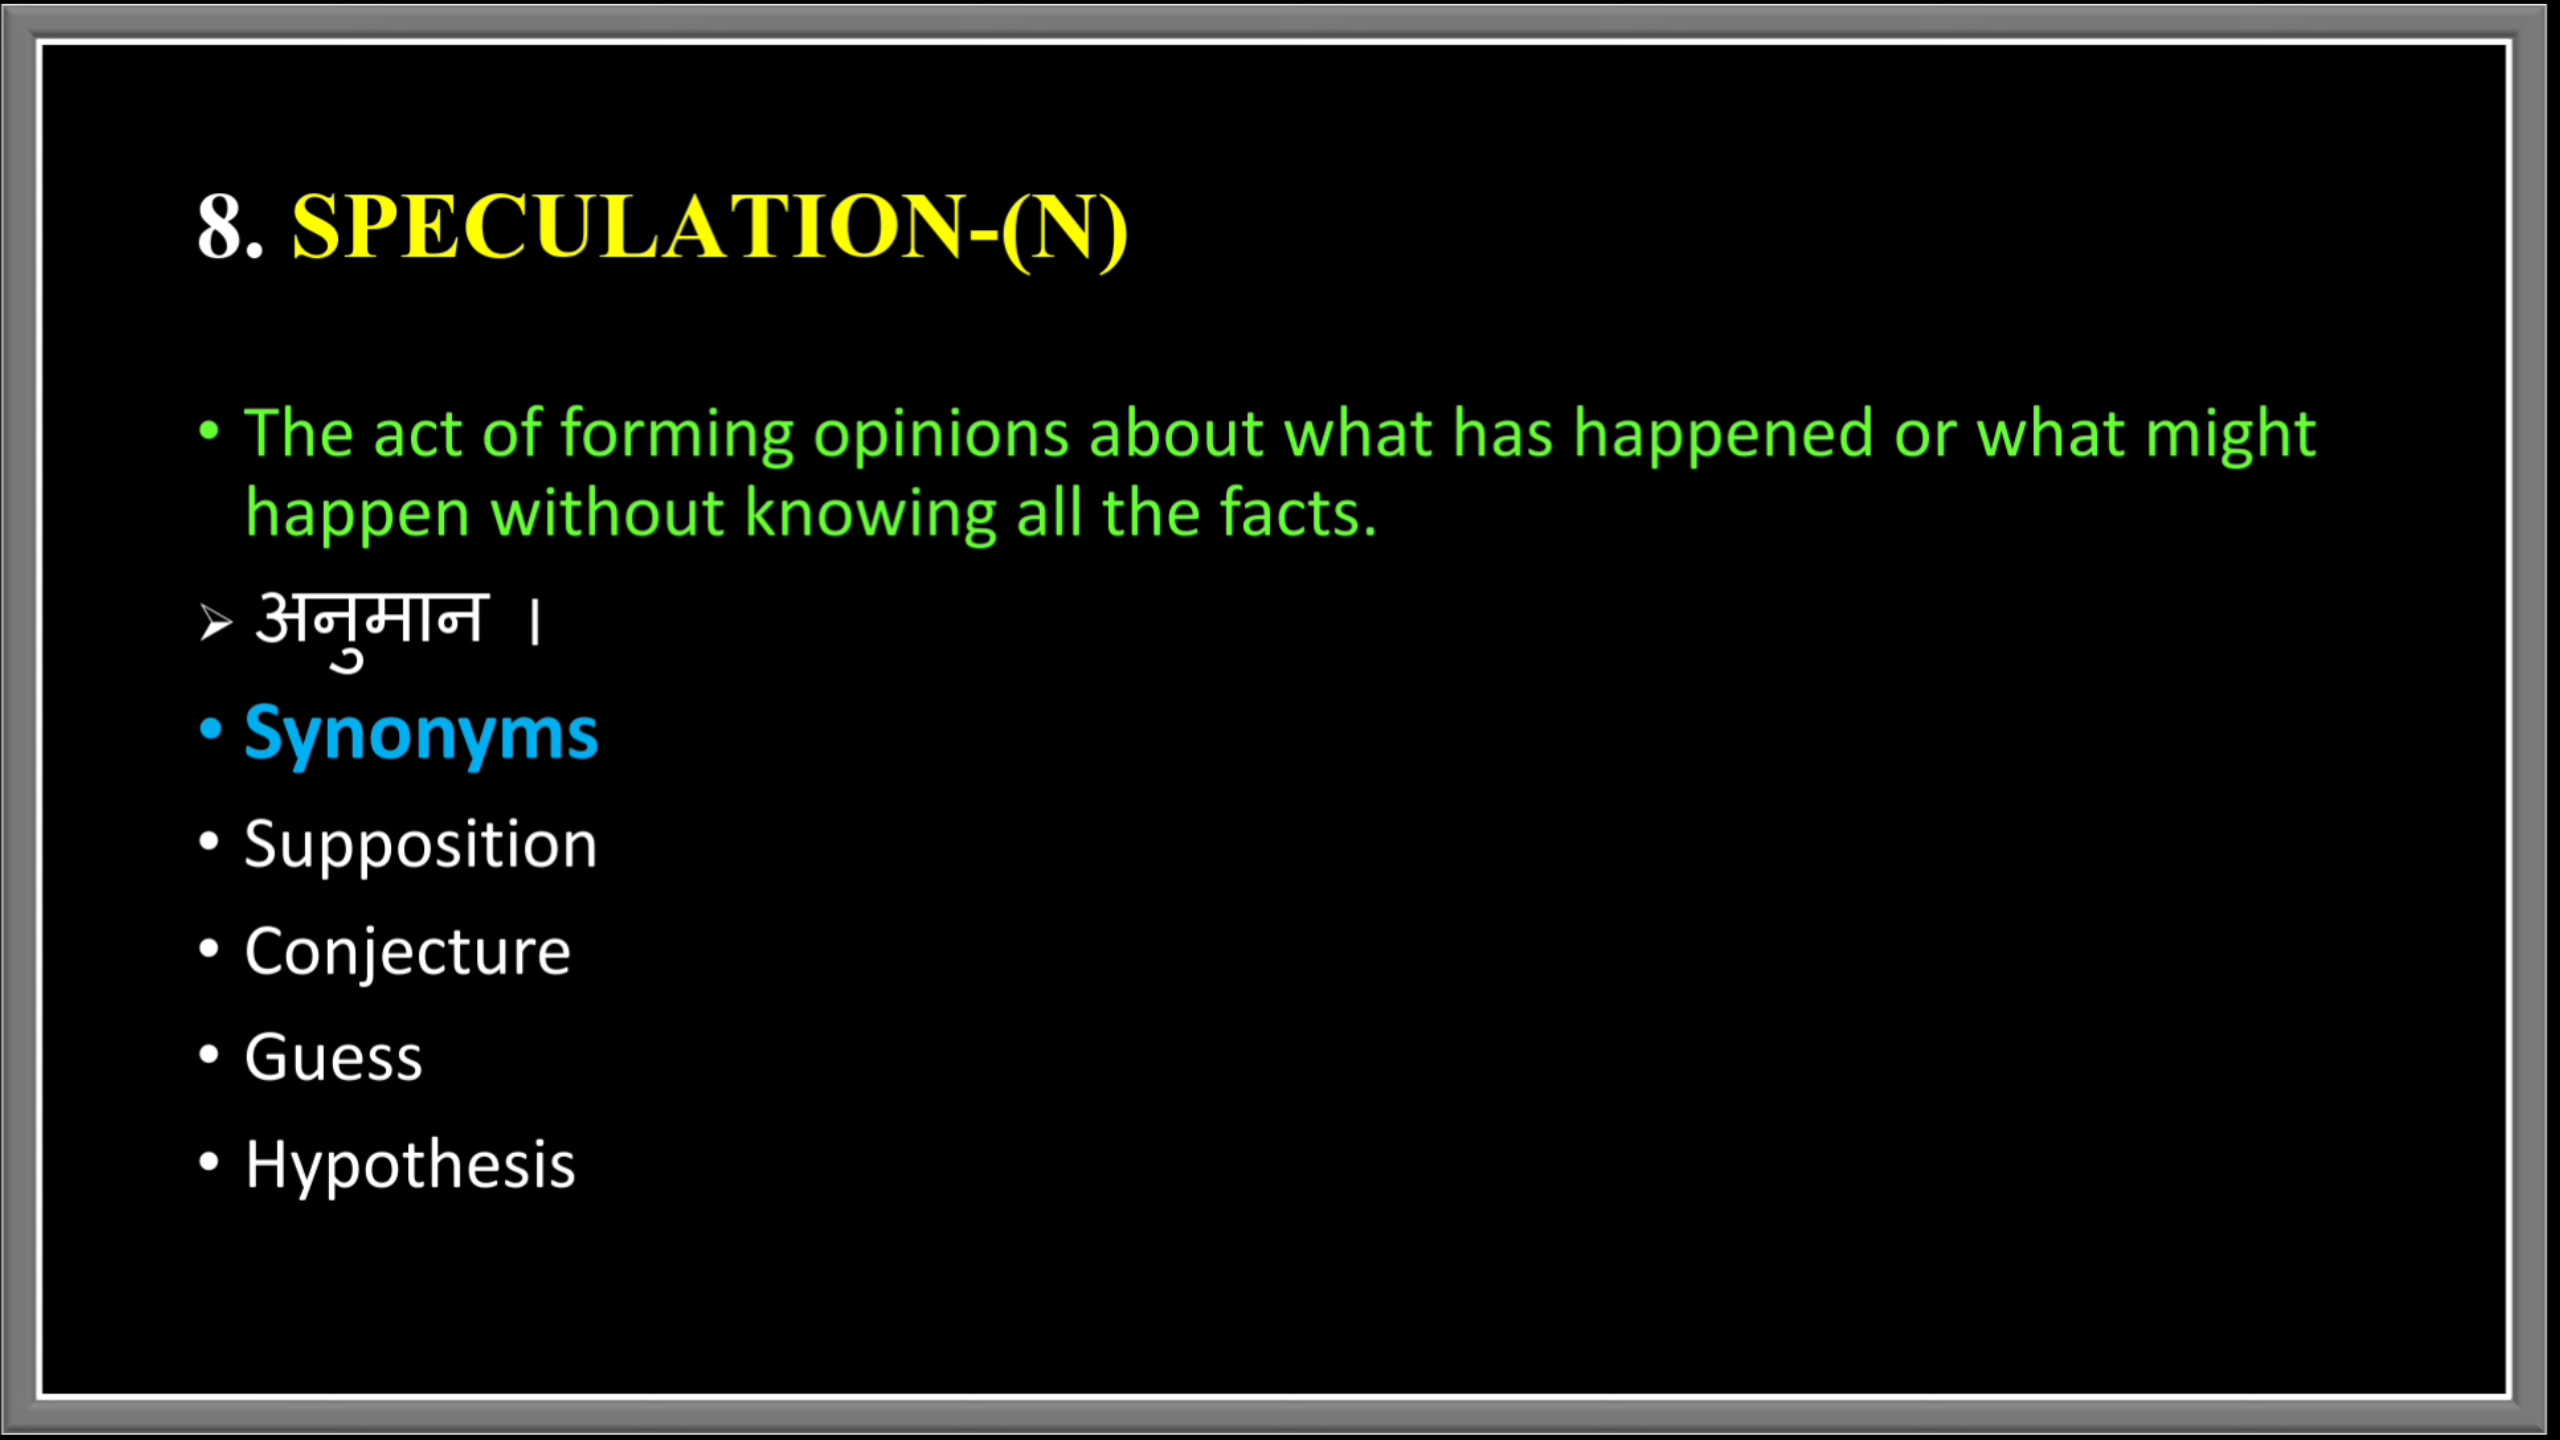 8. SPECULATION-(N)
• The act of forming opinions about what has happened or what might
happen without knowing all the facts.
➢ अनुमान ।
• Synonyms
• Supposition
• Conjecture
• Guess
• Hypothesis